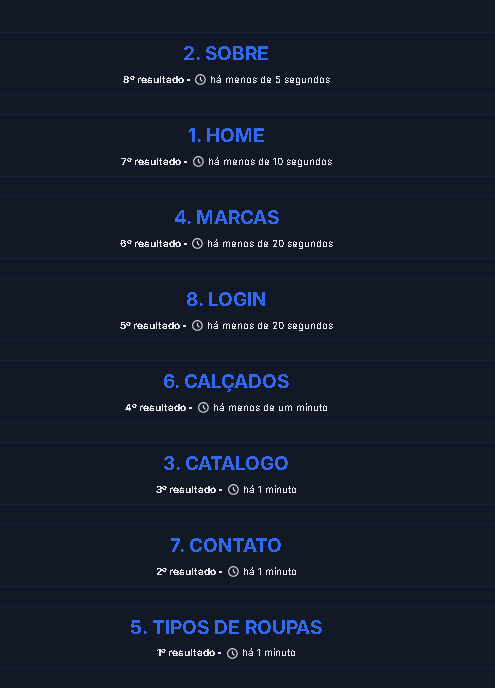 2. SOBRE
8º resultado • há menos de 5 segundos
1. HOME
7º resultado • há menos de 10 segundos
4. MARCAS
6º resultado • há menos de 20 segundos
8. LOGIN
5º resultado • há menos de 20 segundos
6. CALÇADOS
4º resultado • há menos de um minuto
3. CATALOGO
3º resultado • há 1 minuto
7. CONTATO
2º resultado • há 1 minuto
5. TIPOS DE ROUPAS
1º resultado • há 1 minuto